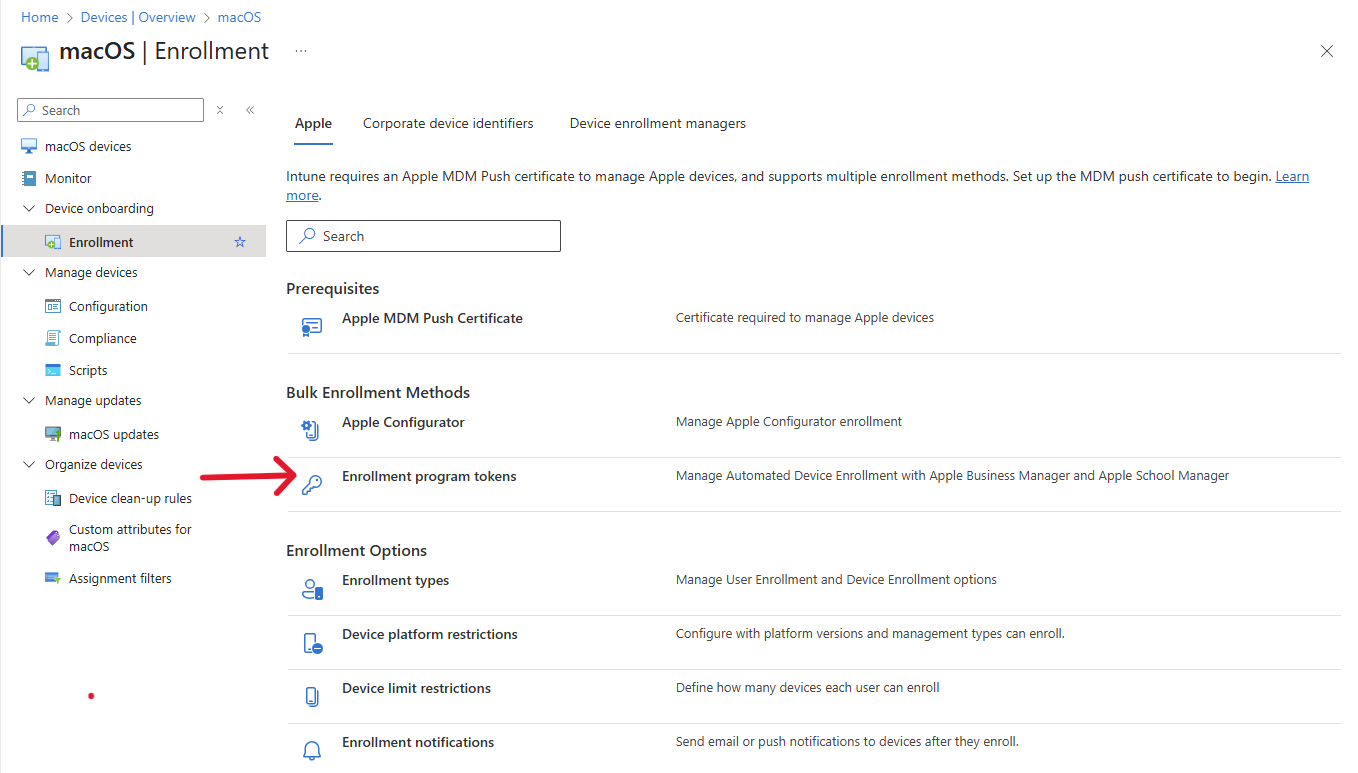 Home > Devices | Overview > macOS
macOS | Enrollment ...
Search
macOS devices
Monitor
Device onboarding
Enrollment
Manage devices
Configuration
Compliance
Scripts
Manage updates
macOS updates
Organize devices
Device clean-up rules
Custom attributes for
macOS
Assignment filters
Apple Corporate device identifiers Device enrollment managers
Intune requires an Apple MDM Push certificate to manage Apple devices, and supports multiple enrollment methods. Set up the MDM push certificate to begin. Learn
more.
Search
Prerequisites
Apple MDM Push Certificate Certificate required to manage Apple devices
Bulk Enrollment Methods
Apple Configurator Manage Apple Configurator enrollment
Enrollment program tokens Manage Automated Device Enrollment with Apple Business Manager and Apple School Manager
Enrollment Options
Enrollment types Manage User Enrollment and Device Enrollment options
Device platform restrictions Configure with platform versions and management types can enroll.
Device limit restrictions Define how many devices each user can enroll
Enrollment notifications Send email or push notifications to devices after they enroll.